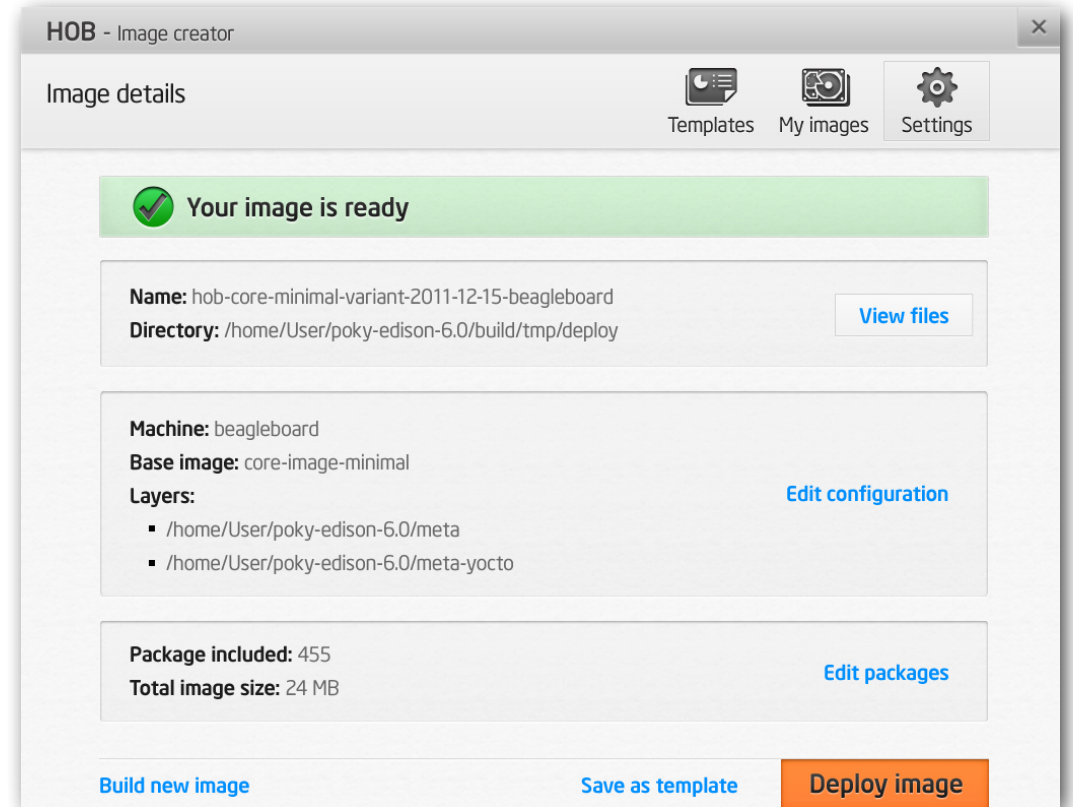 HOB - Image creator
Image details
Templates
My images
Settings
Your image is ready
Name: hob-core-minimal-variant-2011-12-15-beagleboard
Directory: /home/User/poky-edison-6.0/build/tmp/deploy
View files
Machine: beagleboard
Base image: core-image-minimal
Layers:
/home/User/poky-edison-6.0/meta
/home/User/poky-edison-6.0/meta-yocto
Edit configuration
Package included: 455
Total image size: 24 MB
Edit packages
Build new image
Save as template
Deploy image